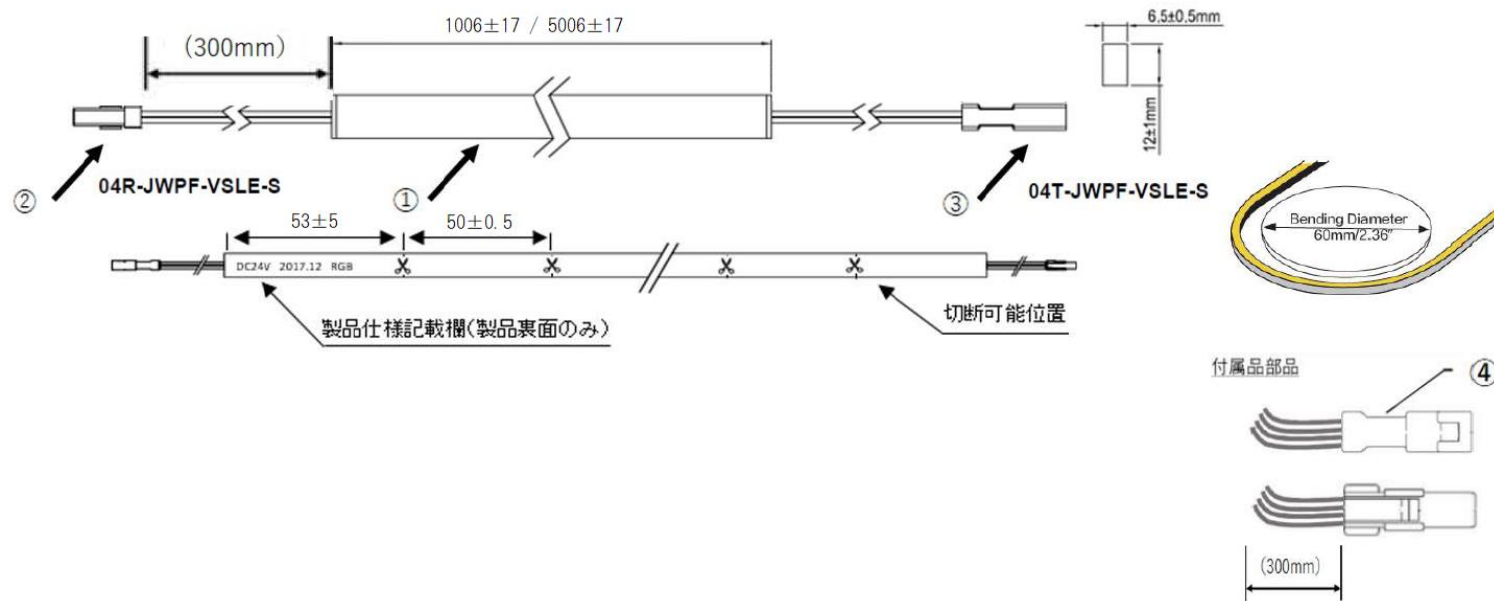 1006±17 / 5006±17
6.5±0.5mm
(300mm)
12±1mm
② 04R-JWPF-VSLE-S
①
③ 04T-JWPF-VSLE-S
53±5
50±0.5
Bending Diameter
60mm/2.36"
DC24V 2017.12 RGB
製品仕様記載欄(製品裏面のみ)
切断可能位置
付属品部品
④
(300mm)